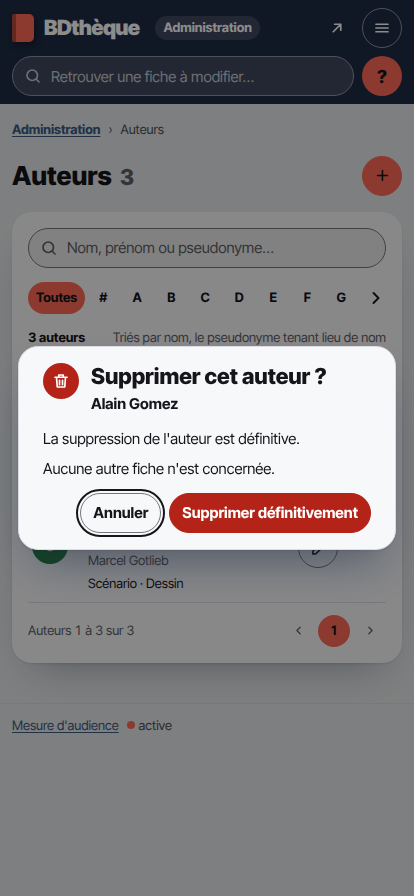 BDthèque Administration
Retrouver une fiche à modifier… ?
Administration › Auteurs
Auteurs 3 +
Nom, prénom ou pseudonyme…
Toutes # A B C D E F G
3 auteurs Triés par nom, le pseudonyme tenant lieu de nom
Supprimer cet auteur ?
Alain Gomez
La suppression de l'auteur est définitive.
Aucune autre fiche n'est concernée.
Annuler Supprimer définitivement
Marcel Gotlieb
Scénario · Dessin
Auteurs 1 à 3 sur 3 ‹ 1 ›
Mesure d'audience active